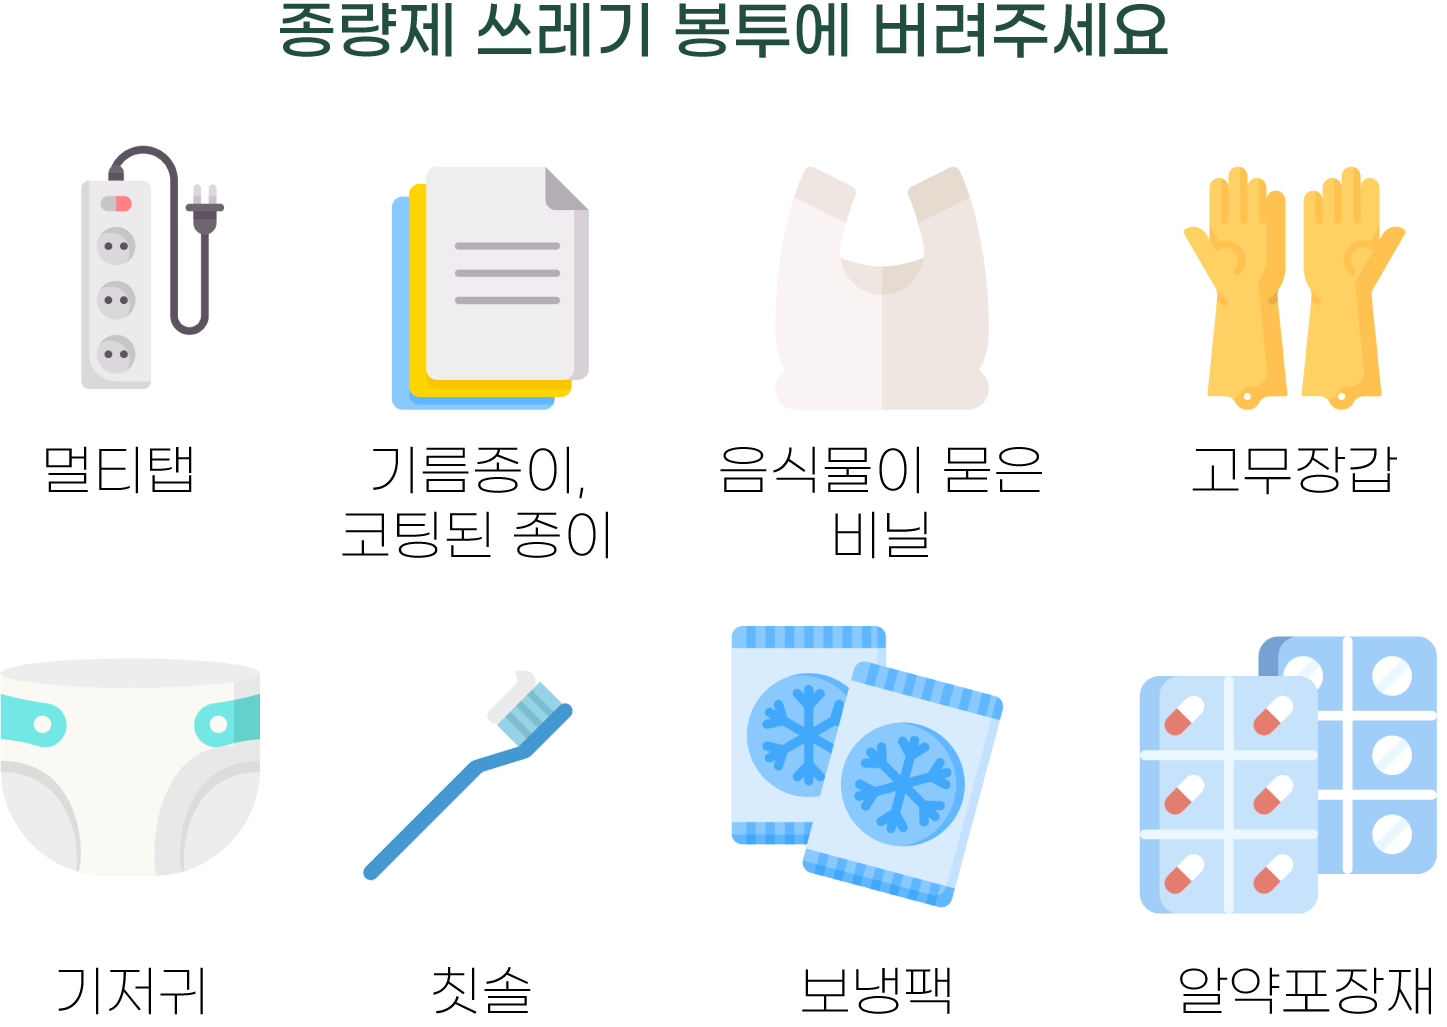 종량제 쓰레기 봉투에 버려주세요
멀티탭
기름종이,
코팅된 종이
음식물이 묻은
비닐
고무장갑
기저귀
칫솔
보냉팩
알약포장재